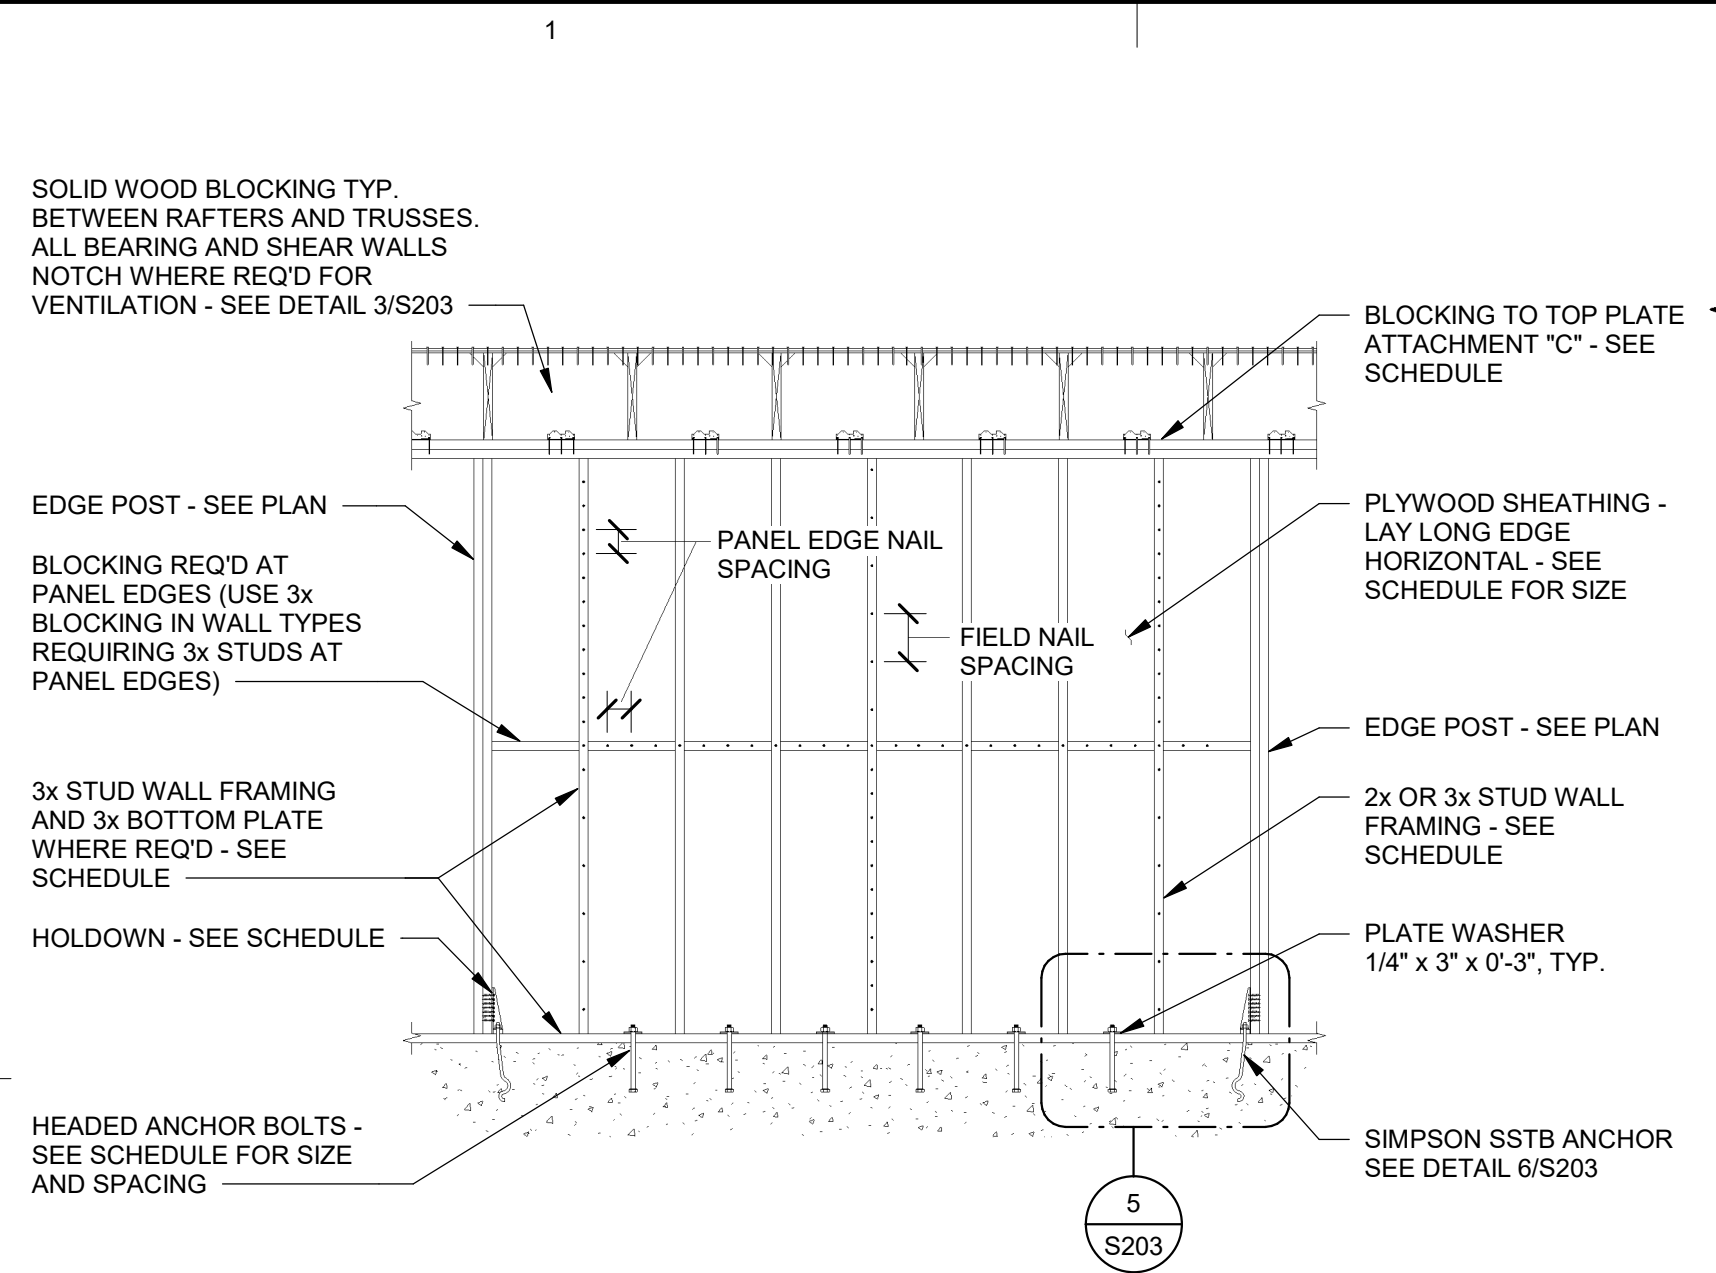 1
SOLID WOOD BLOCKING TYP.
BETWEEN RAFTERS AND TRUSSES.
ALL BEARING AND SHEAR WALLS
NOTCH WHERE REQ'D FOR
VENTILATION - SEE DETAIL 3/S203
BLOCKING TO TOP PLATE
ATTACHMENT "C" - SEE
SCHEDULE
EDGE POST - SEE PLAN
BLOCKING REQ'D AT
PANEL EDGES (USE 3x
BLOCKING IN WALL TYPES
REQUIRING 3x STUDS AT
PANEL EDGES)
PANEL EDGE NAIL
SPACING
FIELD NAIL
SPACING
PLYWOOD SHEATHING -
LAY LONG EDGE
HORIZONTAL - SEE
SCHEDULE FOR SIZE
EDGE POST - SEE PLAN
3x STUD WALL FRAMING
AND 3x BOTTOM PLATE
WHERE REQ'D - SEE
SCHEDULE
2x OR 3x STUD WALL
FRAMING - SEE
SCHEDULE
HOLDOWN - SEE SCHEDULE
PLATE WASHER
1/4" x 3" x 0'-3", TYP.
HEADED ANCHOR BOLTS -
SEE SCHEDULE FOR SIZE
AND SPACING
SIMPSON SSTB ANCHOR
SEE DETAIL 6/S203
5
S203